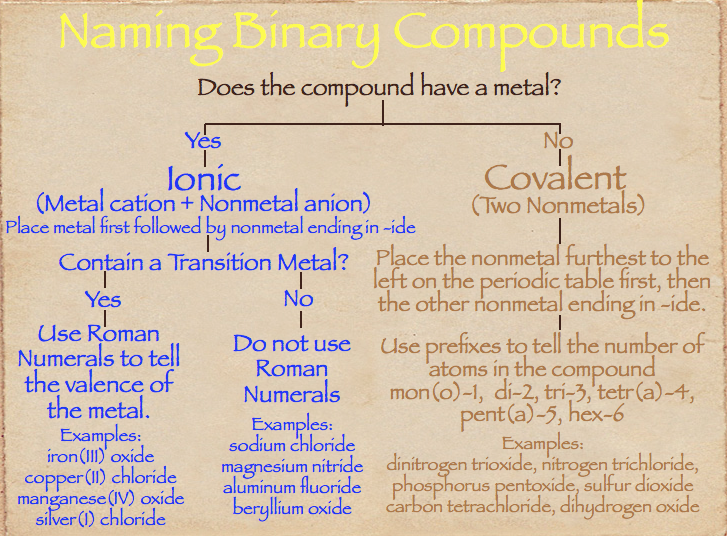 Naming Binary Compounds
Does the compound have a metal?
Yes
Ionic
(Metal cation + Nonmetal anion)
Place metal first followed by nonmetal ending in -ide
Contain a Transition Metal?
Yes
Use Roman
Numerals to tell
the valence of
the metal.
Examples:
iron(III) oxide
copper(II) chloride
manganese(IV) oxide
silver(I) chloride
No
Do not use
Roman
Numerals
Examples:
sodium chloride
magnesium nitride
aluminum fluoride
beryllium oxide
No
Covalent
(Two Nonmetals)
Place the nonmetal furthest to the
left on the periodic table first, then
the other nonmetal ending in -ide.
Use prefixes to tell the number of
atoms in the compound
mon(o)-1, di-2, tri-3, tetr(a)-4,
pent(a)-5, hex-6
Examples:
dinitrogen trioxide, nitrogen trichloride,
phosphorus pentoxide, sulfur dioxide
carbon tetrachloride, dihydrogen oxide